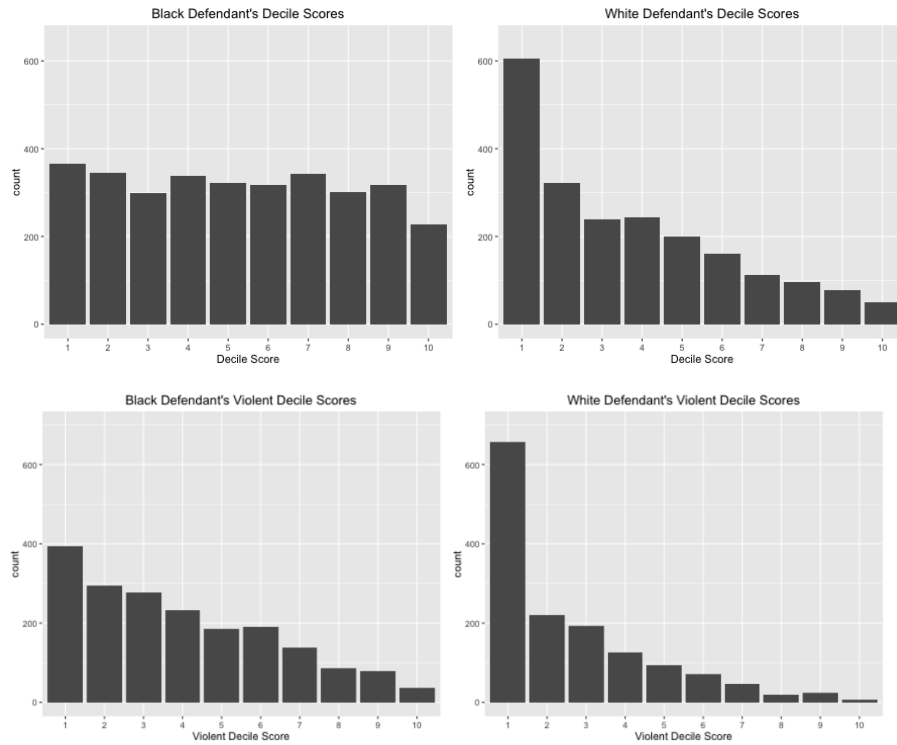 Black Defendant's Decile Scores
600
400
200
0
count
1 2 3 4 5 6 7 8 9 10
Decile Score
White Defendant's Decile Scores
600
400
200
0
count
1 2 3 4 5 6 7 8 9 10
Decile Score
Black Defendant's Violent Decile Scores
600
400
200
0
count
1 2 3 4 5 6 7 8 9 10
Violent Decile Score
White Defendant's Violent Decile Scores
600
400
200
0
count
1 2 3 4 5 6 7 8 9 10
Violent Decile Score